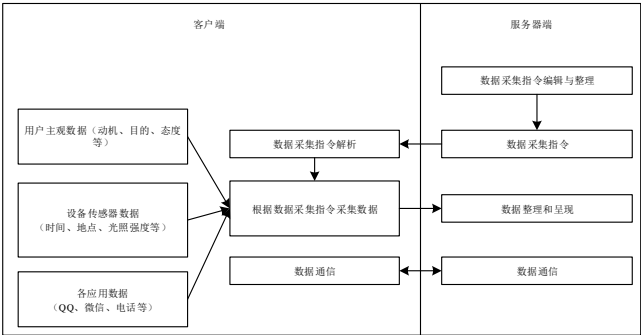 客户端
服务器端
数据采集指令编辑与整理
用户主观数据（动机、目的、态度
等）
数据采集指令解析
数据采集指令
设备传感器数据
（时间、地点、光照强度等）
根据数据采集指令采集数据
数据整理和呈现
各应用数据
（QQ、微信、电话等）
数据通信
数据通信